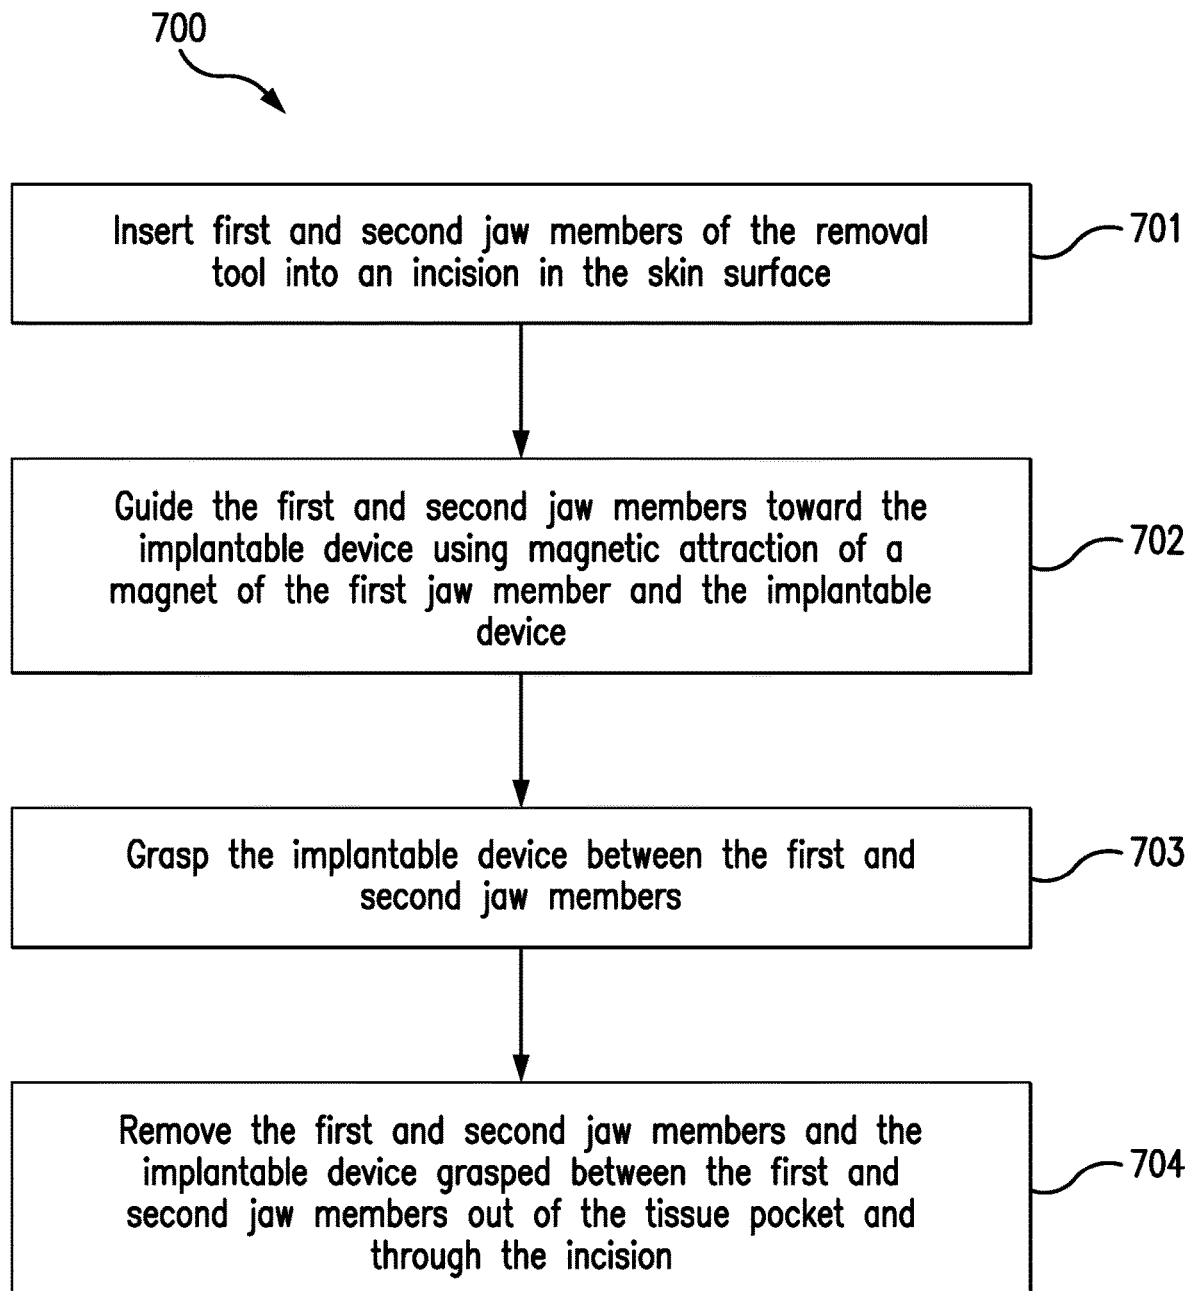 700
Insert first and second jaw members of the removal
tool into an incision in the skin surface
701
Guide the first and second jaw members toward the
implantable device using magnetic attraction of a
magnet of the first jaw member and the implantable
device
702
Grasp the implantable device between the first and
second jaw members
703
Remove the first and second jaw members and the
implantable device grasped between the first and
second jaw members out of the tissue pocket and
through the incision
704